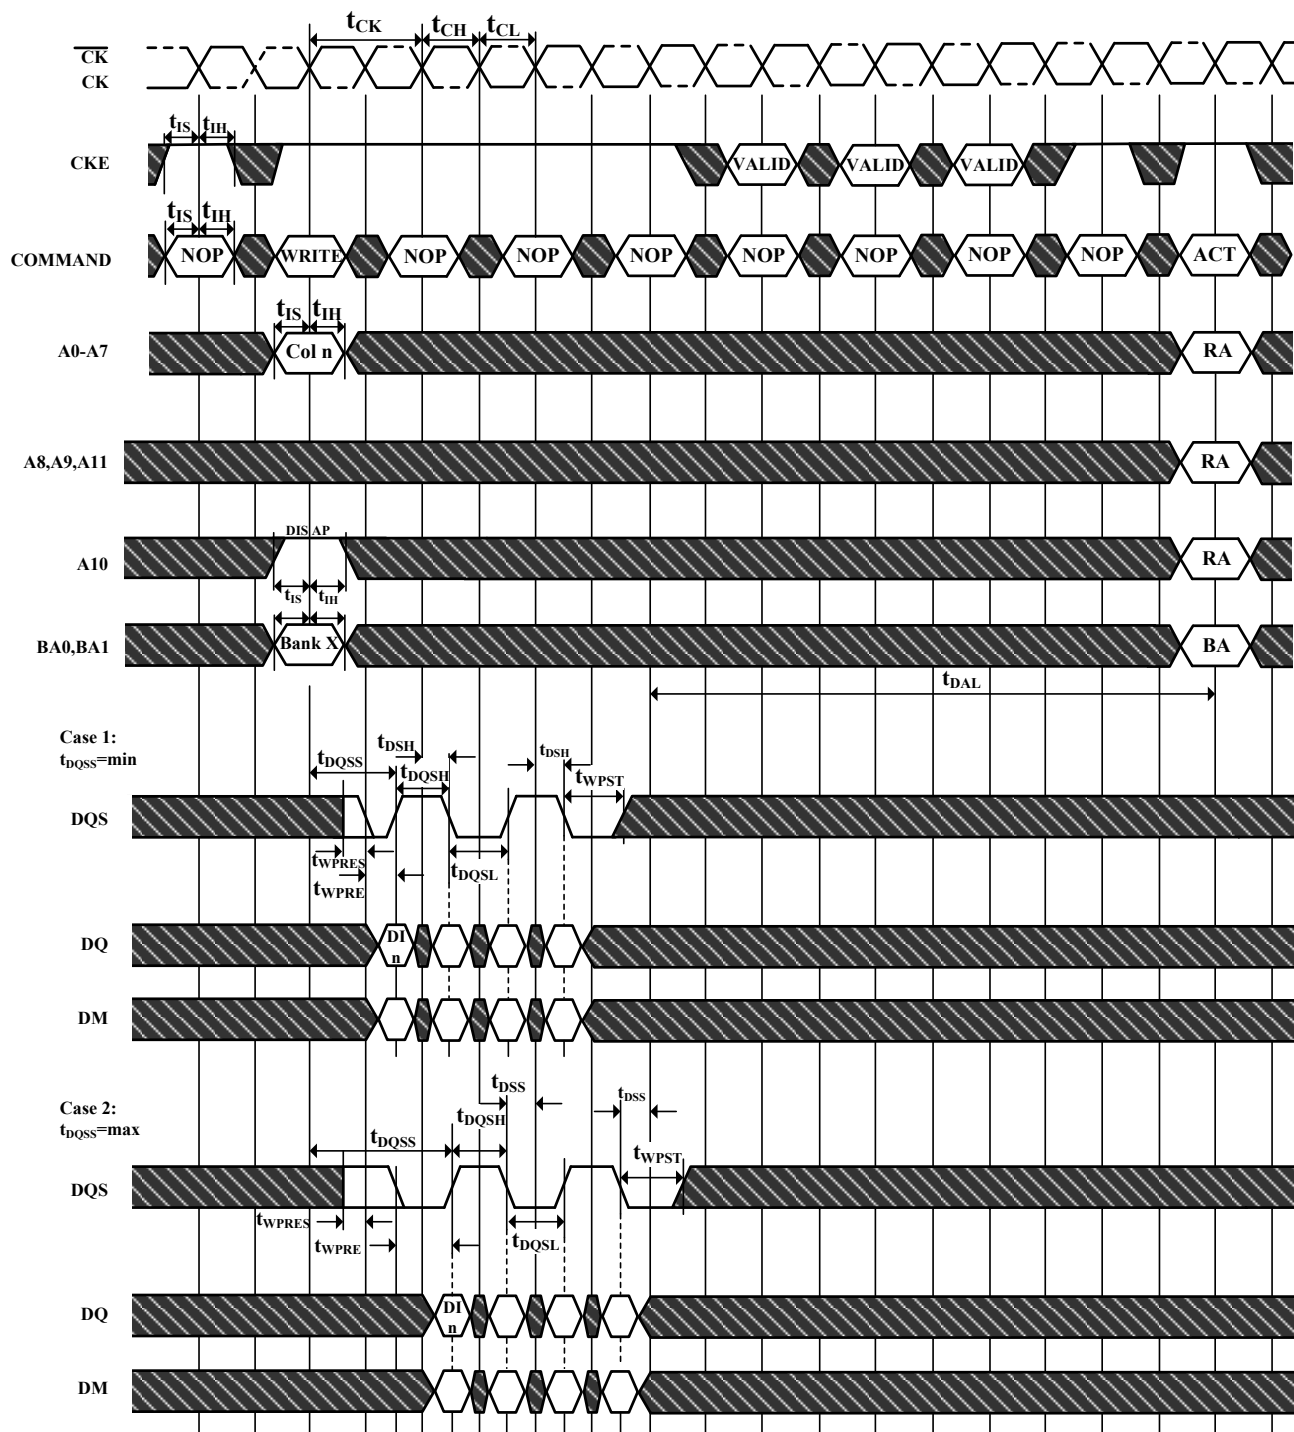 tCK tCH tCL
CK
CK
tIS tIH
CKE VALID VALID VALID
tIS tIH
COMMAND NOP WRITE NOP NOP NOP NOP NOP NOP NOP ACT
tIS tIH
A0-A7 Col n RA
A8,A9,A11 RA
DIS AP
A10 RA
tIS tIH
BA0,BA1 Bank X BA
tDAL
Case 1:
tDQSS=min
tDSH tDSH
tDQSS tDQSH tWPST
DQS
tWPRES
tDQSL
tWPRE
DQ DI
n
DM
tDSS tDSS
Case 2:
tDQSS=max
tDQSH
tDQSS tWPST
DQS
tWPRES
tWPRE tDQSL
DQ DI
n
DM